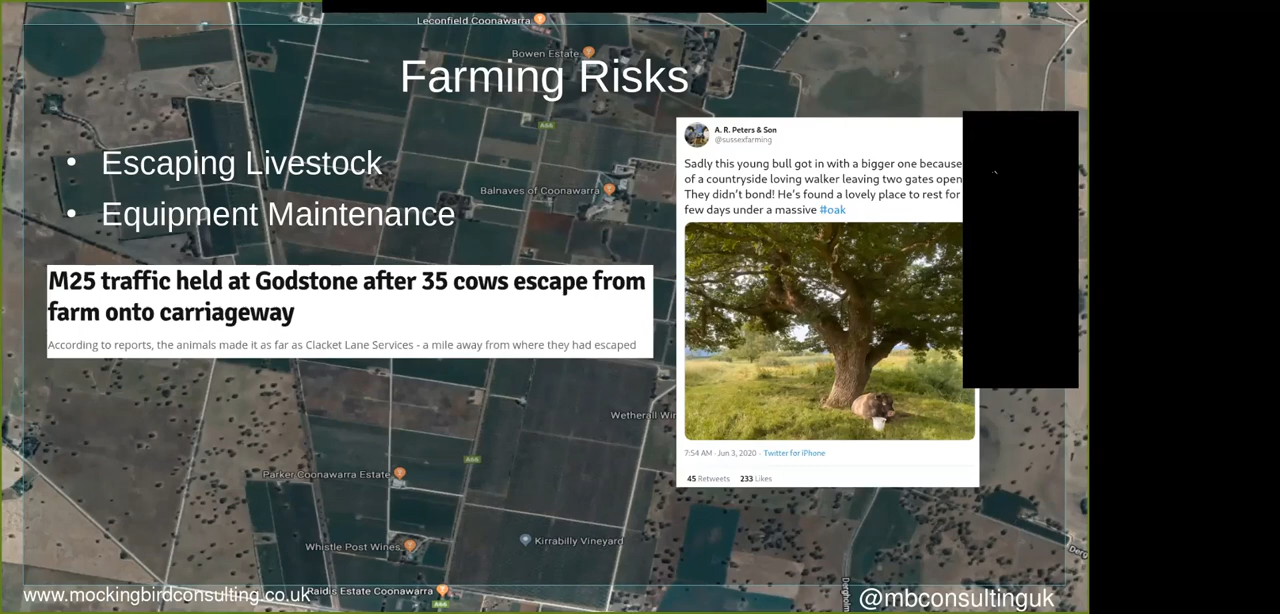 Leconfield Coonawarra
Bowen Estate
Farming Risks
A66
A. R. Peters & Son
@sussexfarming
Sadly this young bull got in with a bigger one because
of a countryside loving walker leaving two gates open
They didn't bond! He's found a lovely place to rest for
few days under a massive #oak
• Escaping Livestock
Balnaves of Coonawarra
• Equipment Maintenance
M25 traffic held at Godstone after 35 cows escape from
farm onto carriageway
According to reports, the animals made it as far as Clacket Lane Services - a mile away from where they had escaped
Wetherall
7:54 AM · Jun 3, 2020 · Twitter for iPhone
45 Retweets 233 Likes
A66
Parker Coonawarra Estate
Kirrabilly Vineyard
Whistle Post Wines
Raidis Estate Coonawarra
A66
www.mockingbirdconsulting.co.uk
@mbconsultinguk